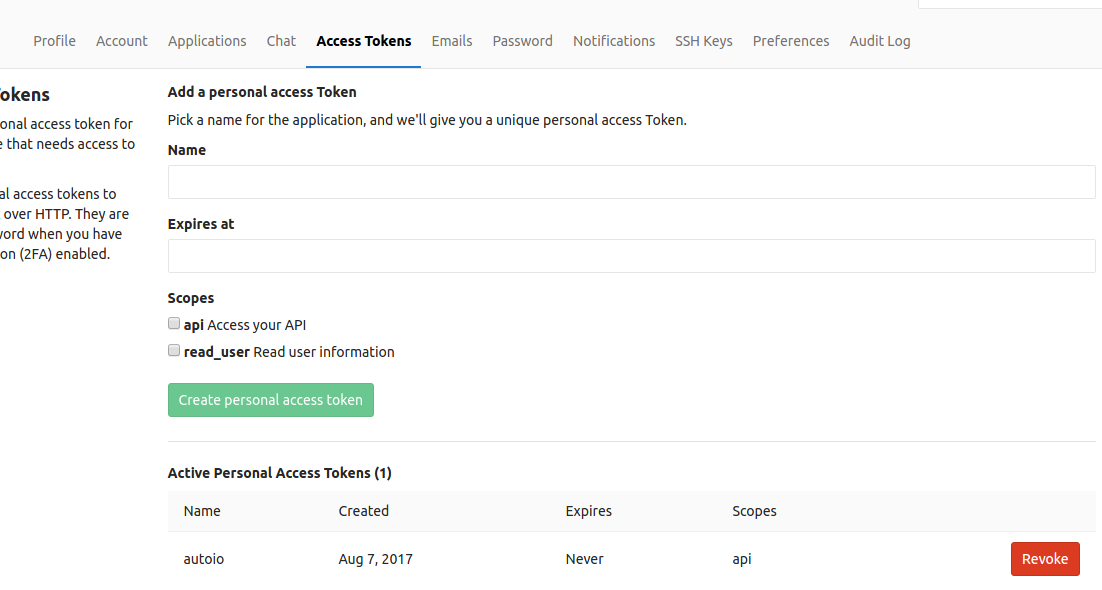 Profile Account Applications Chat Access Tokens Emails Password Notifications SSH Keys Preferences Audit Log
onal access token for
that needs access to
al access tokens to
over HTTP. They are
when you have
on (2FA) enabled.
Add a personal access Token
Pick a name for the application, and we'll give you a unique personal access Token.
Name
Expires at
Scopes
api Access your API
read_user Read user information
Create personal access token
Active Personal Access Tokens (1)
Name Created Expires Scopes
autoio Aug 7, 2017 Never api Revoke